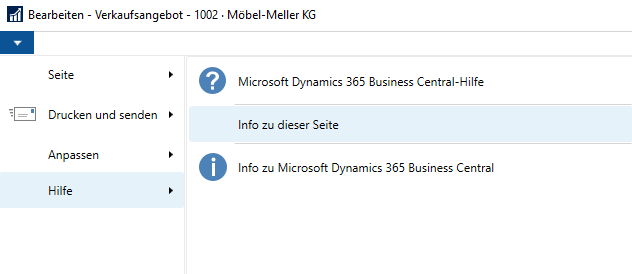 Bearbeiten - Verkaufsangebot - 1002 · Möbel-Meller KG
Seite
Drucken und senden
Anpassen
Hilfe
Microsoft Dynamics 365 Business Central-Hilfe
Info zu dieser Seite
Info zu Microsoft Dynamics 365 Business Central